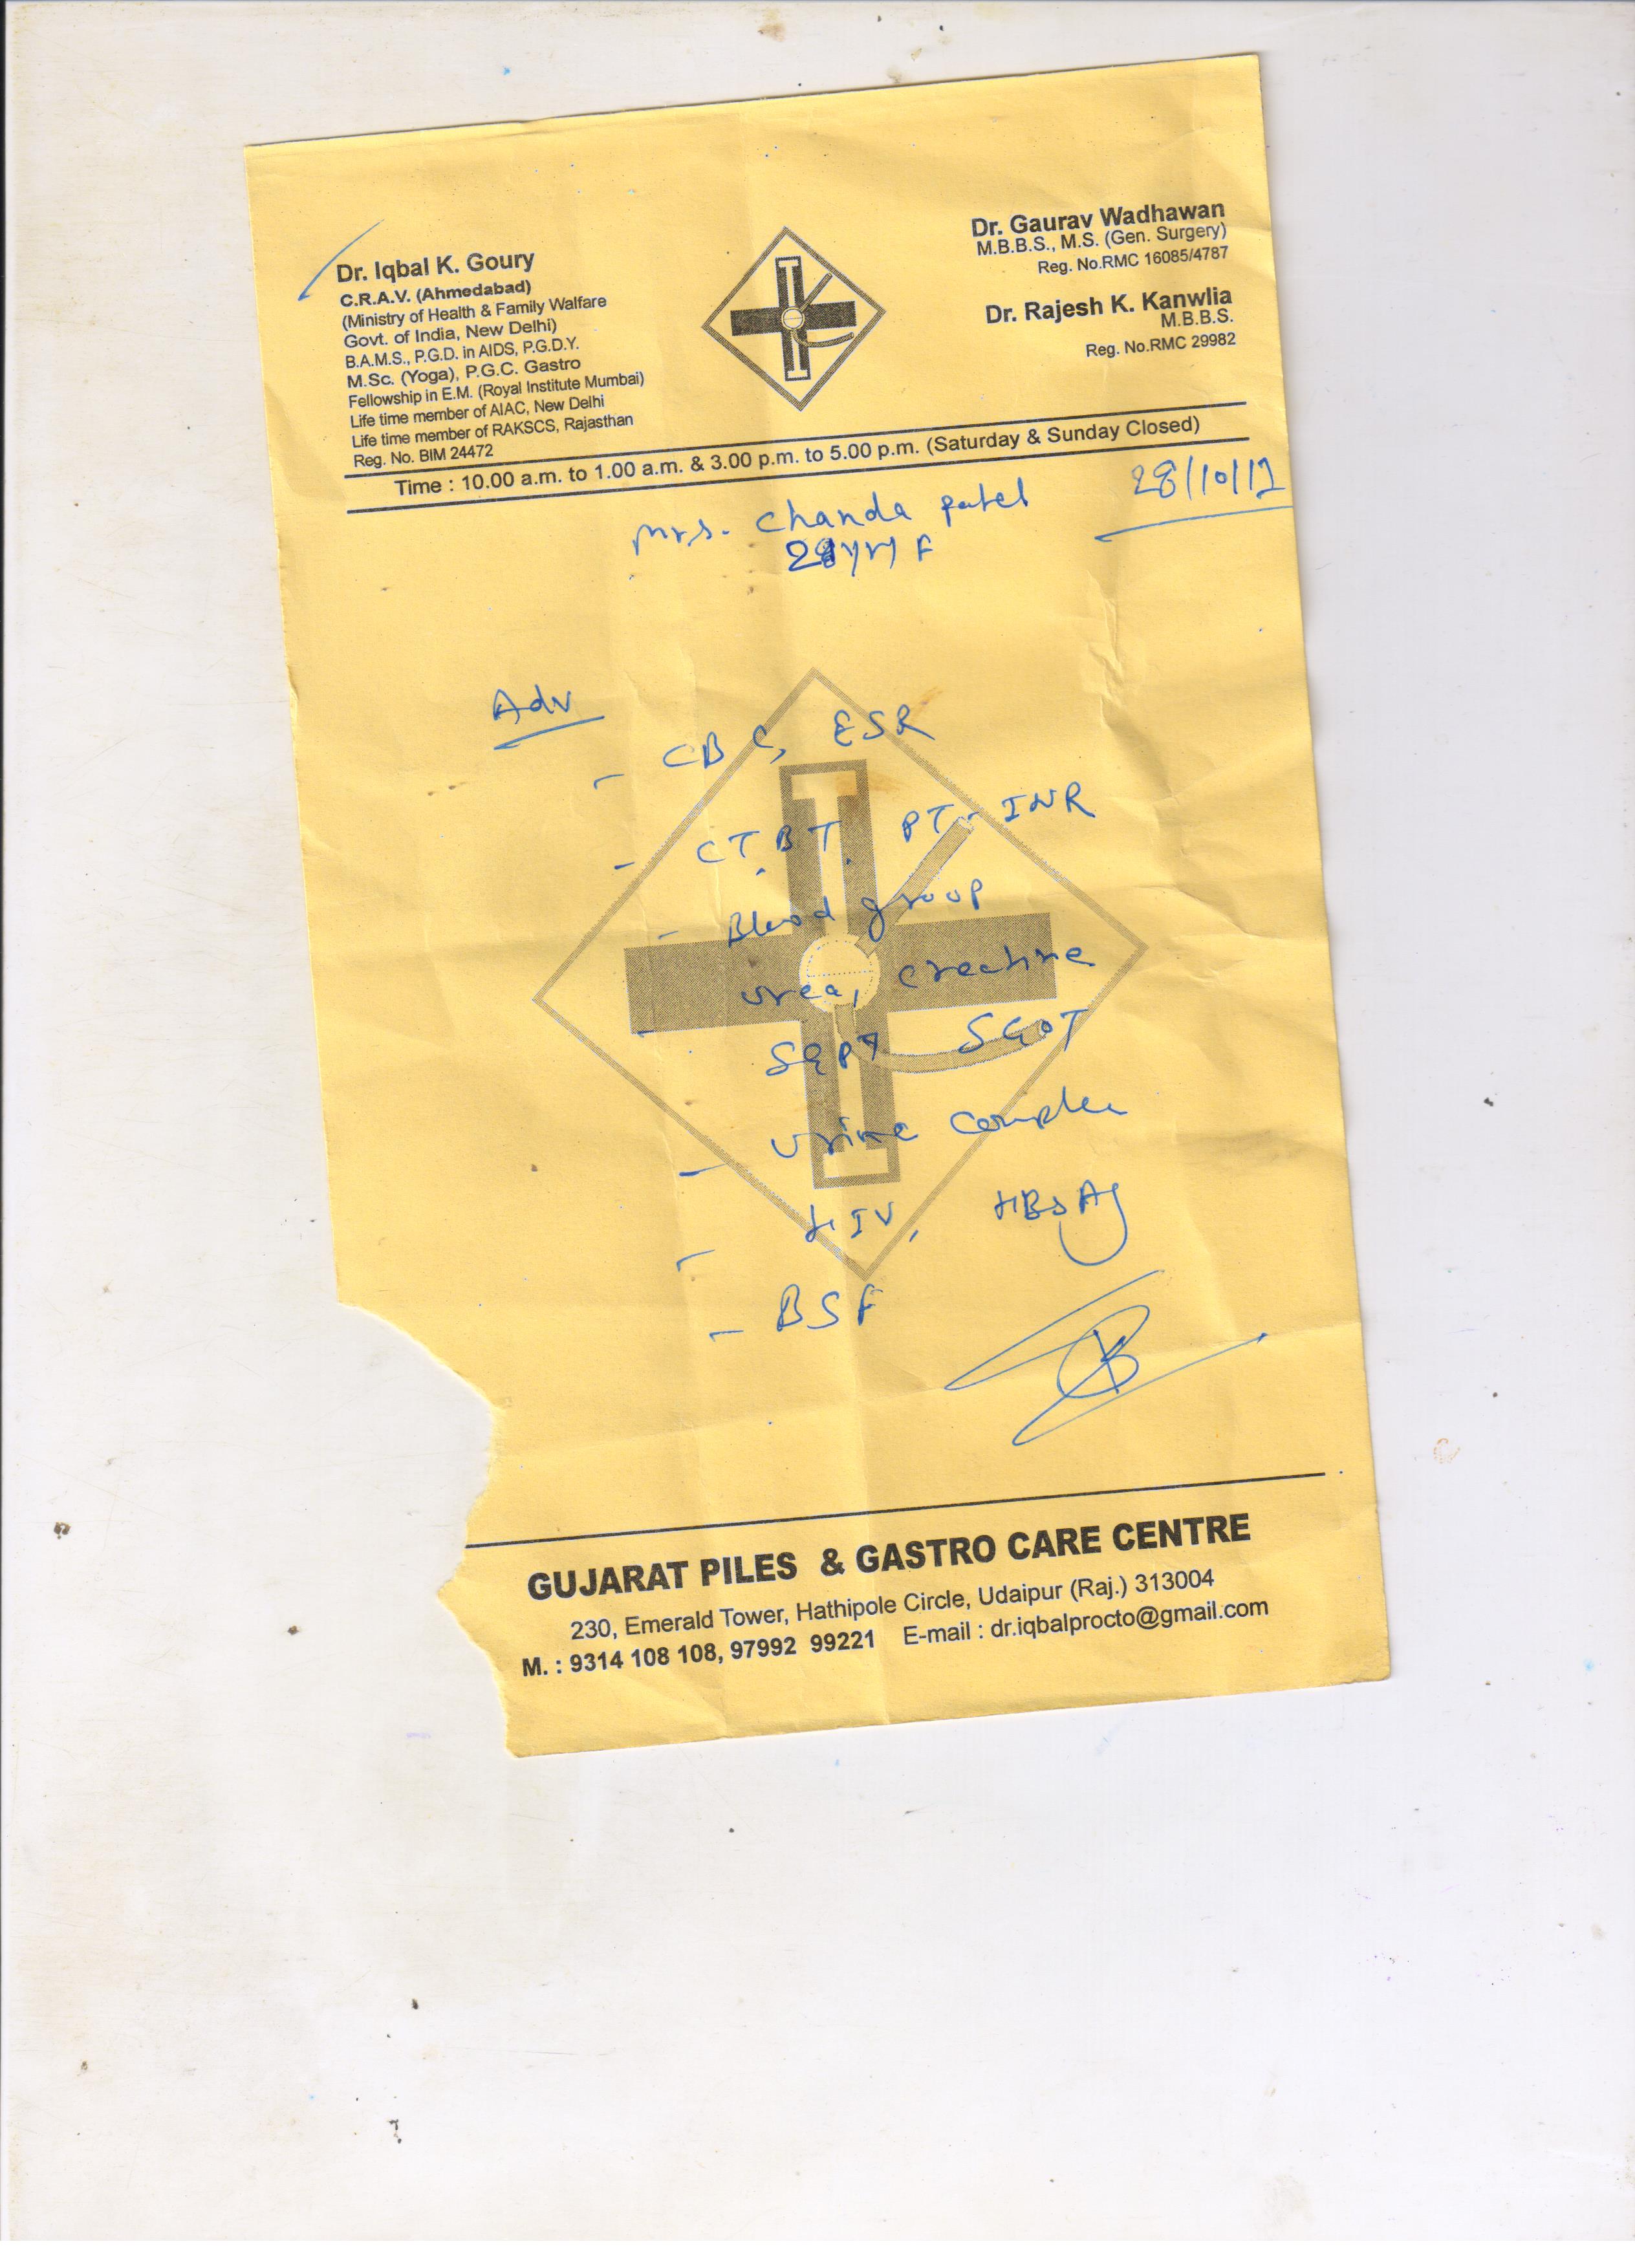 Dr. Iqbal K. Goury
C.R.A.V. (Ahmedabad)
(Ministry of Health & Family Walfare
Govt. of India, New Delhi)
B.A.M.S., P.G.D. in AIDS, P.G.D.Y.
M.Sc. (Yoga), P.G.C. Gastro
Fellowship in E.M. (Royal Institute Mumbai)
Life time member of AIAC, New Delhi
Life time member of RAKSCS, Rajasthan
Reg. No. BIM 24472
Dr. Gaurav Wadhawan
M.B.B.S., M.S. (Gen. Surgery)
Reg. No.RMC 16085/4787
Dr. Rajesh K. Kanwlia
M.B.B.S.
Reg. No.RMC 29982
Time : 10.00 a.m. to 1.00 a.m. & 3.00 p.m. to 5.00 p.m. (Saturday & Sunday Closed)
28/10/17
Mrs. Chanda Patel
F
Adv
- CBC, ESR
- CT, BT, PT-INR
- Blood group
- Urea, Creatine
SGPT SGOT
- Urine Complete
- HIV, HBsAg
- BSF
GUJARAT PILES & GASTRO CARE CENTRE
230, Emerald Tower, Hathipole Circle, Udaipur (Raj.) 313004
M. : 9314 108 108, 97992 99221 E-mail : dr.iqbalprocto@gmail.com